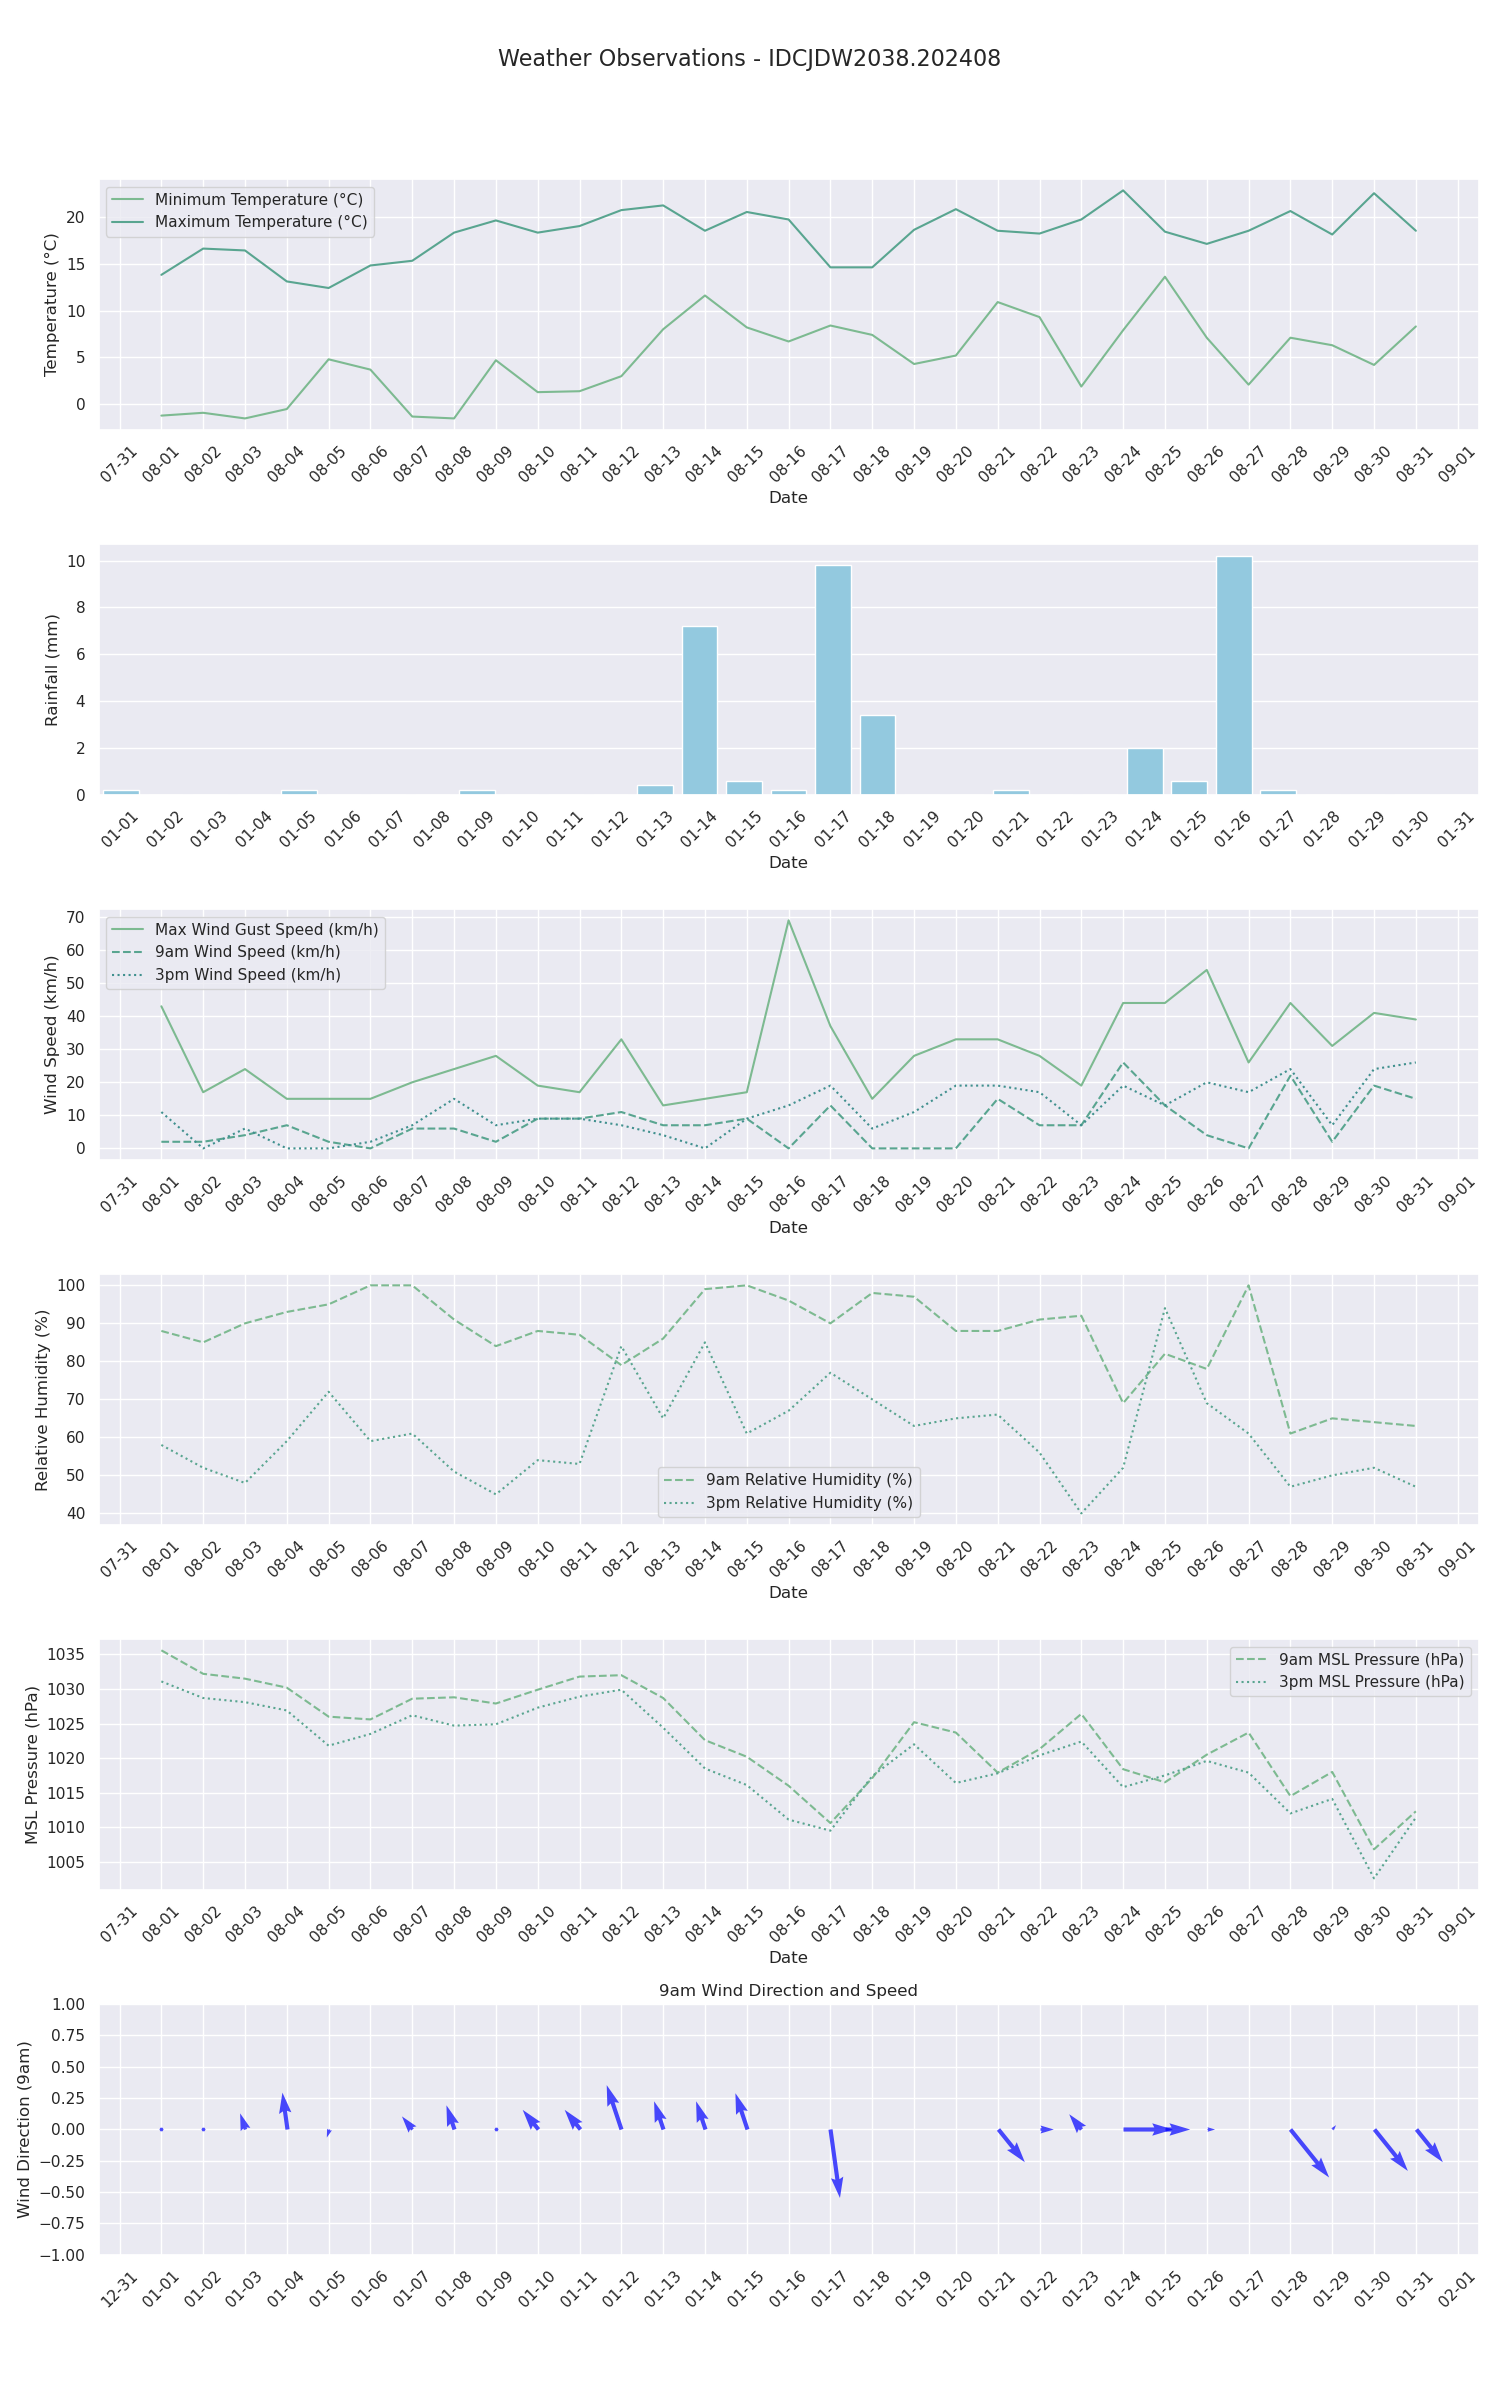 Weather Observations - IDCJDW2038.202408
Minimum Temperature (°C)
Maximum Temperature (°C)
Temperature (°C)
20
15
10
5
0
07-31 08-01 08-02 08-03 08-04 08-05 08-06 08-07 08-08 08-09 08-10 08-11 08-12 08-13 08-14 08-15 08-16 08-17 08-18 08-19 08-20 08-21 08-22 08-23 08-24 08-25 08-26 08-27 08-28 08-29 08-30 08-31 09-01
Date
Rainfall (mm)
10
8
6
4
2
0
01-01 01-02 01-03 01-04 01-05 01-06 01-07 01-08 01-09 01-10 01-11 01-12 01-13 01-14 01-15 01-16 01-17 01-18 01-19 01-20 01-21 01-22 01-23 01-24 01-25 01-26 01-27 01-28 01-29 01-30 01-31
Date
Max Wind Gust Speed (km/h)
9am Wind Speed (km/h)
3pm Wind Speed (km/h)
Wind Speed (km/h)
70
60
50
40
30
20
10
0
07-31 08-01 08-02 08-03 08-04 08-05 08-06 08-07 08-08 08-09 08-10 08-11 08-12 08-13 08-14 08-15 08-16 08-17 08-18 08-19 08-20 08-21 08-22 08-23 08-24 08-25 08-26 08-27 08-28 08-29 08-30 08-31 09-01
Date
Relative Humidity (%)
100
90
80
70
60
50
40
9am Relative Humidity (%)
3pm Relative Humidity (%)
07-31 08-01 08-02 08-03 08-04 08-05 08-06 08-07 08-08 08-09 08-10 08-11 08-12 08-13 08-14 08-15 08-16 08-17 08-18 08-19 08-20 08-21 08-22 08-23 08-24 08-25 08-26 08-27 08-28 08-29 08-30 08-31 09-01
Date
9am MSL Pressure (hPa)
3pm MSL Pressure (hPa)
MSL Pressure (hPa)
1035
1030
1025
1020
1015
1010
1005
07-31 08-01 08-02 08-03 08-04 08-05 08-06 08-07 08-08 08-09 08-10 08-11 08-12 08-13 08-14 08-15 08-16 08-17 08-18 08-19 08-20 08-21 08-22 08-23 08-24 08-25 08-26 08-27 08-28 08-29 08-30 08-31 09-01
Date
9am Wind Direction and Speed
Wind Direction (9am)
1.00
0.75
0.50
0.25
0.00
−0.25
−0.50
−0.75
−1.00
12-31 01-01 01-02 01-03 01-04 01-05 01-06 01-07 01-08 01-09 01-10 01-11 01-12 01-13 01-14 01-15 01-16 01-17 01-18 01-19 01-20 01-21 01-22 01-23 01-24 01-25 01-26 01-27 01-28 01-29 01-30 01-31 02-01